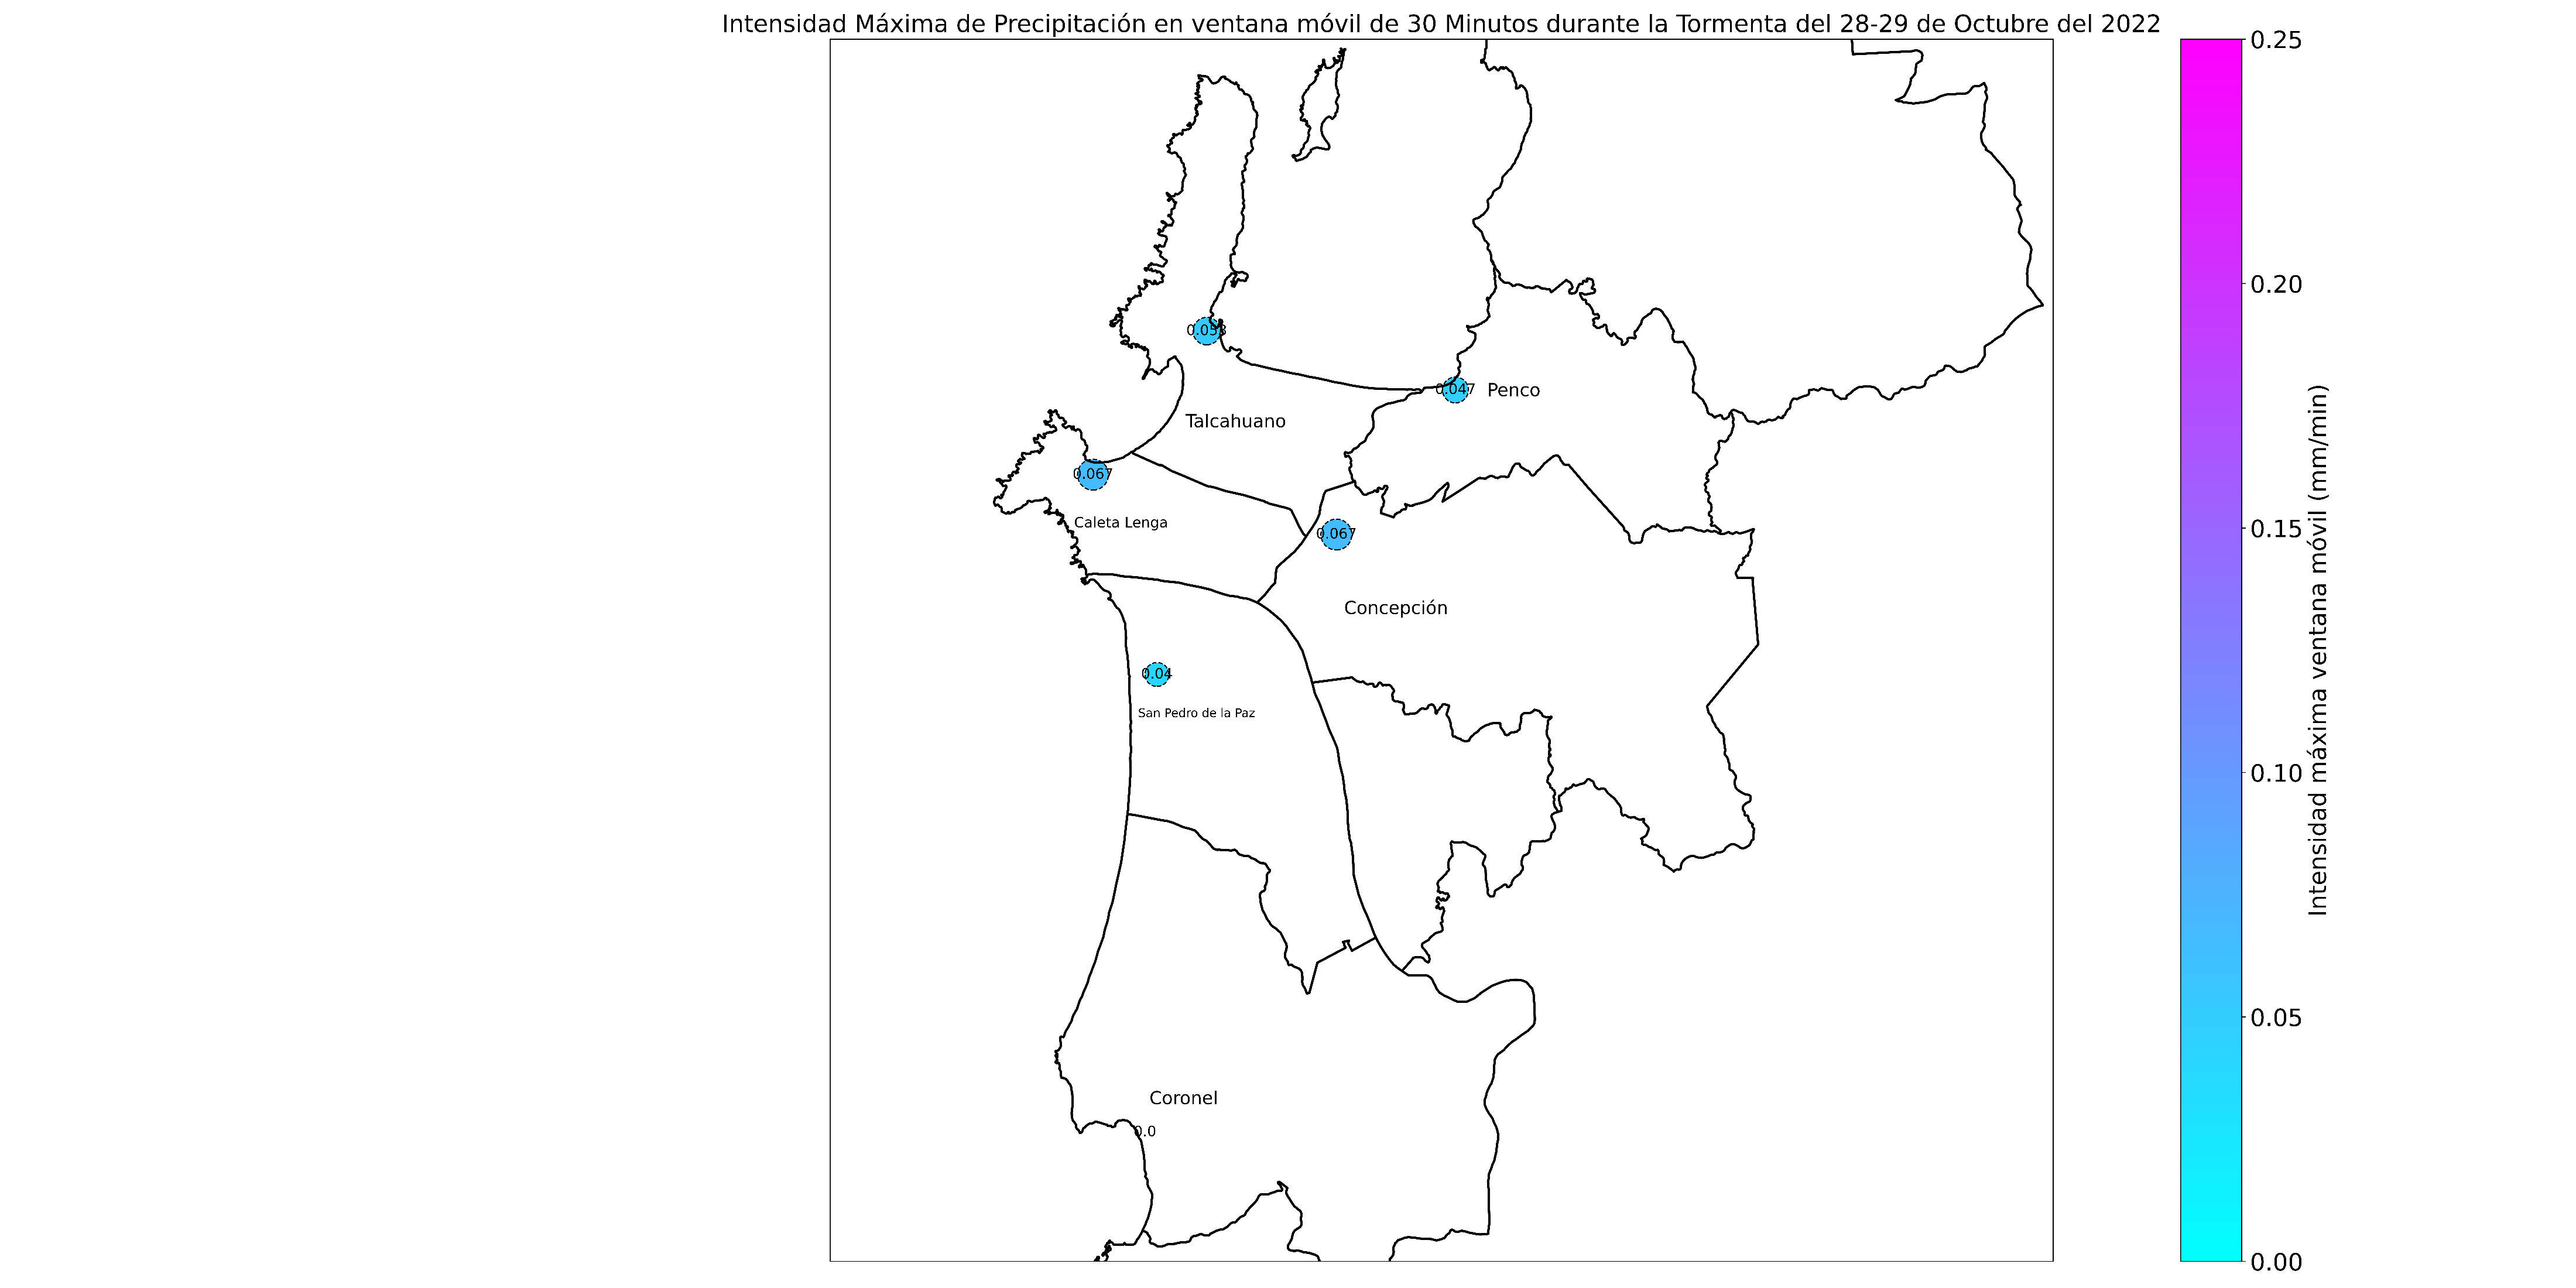 Intensidad Máxima de Precipitación en ventana móvil de 30 Minutos durante la Tormenta del 28-29 de Octubre del 2022
0.053
0.047
Penco
Talcahuano
0.067
Caleta Lenga
0.067
Concepción
0.04
San Pedro de la Paz
Coronel
0.0
0.25
0.20
0.15
0.10
0.05
0.00
Intensidad máxima ventana móvil (mm/min)